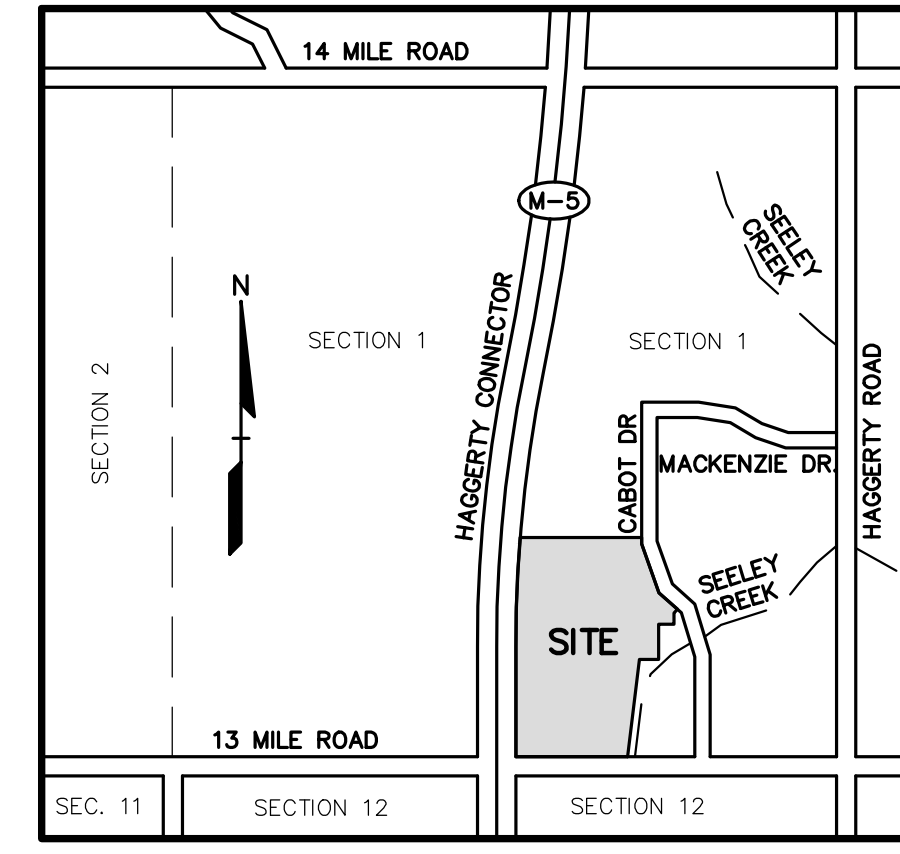 14 MILE ROAD
M-5
SEELEY
CREEK
N
SECTION 1
SECTION 1
HAGGERTY CONNECTOR
SECTION 2
HAGGERTY ROAD
CABOT DR
MACKENZIE DR.
SEELEY
CREEK
SITE
13 MILE ROAD
SEC. 11
SECTION 12
SECTION 12